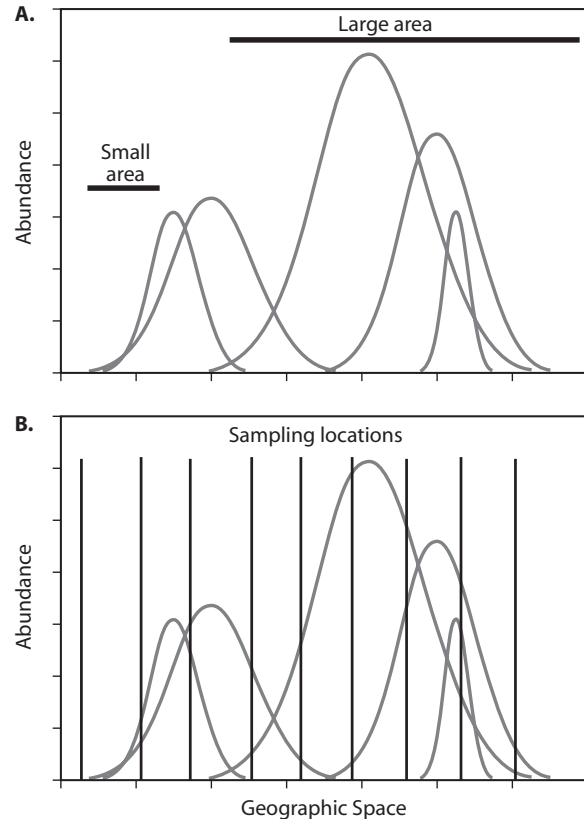 A.
Large area
Small
area
Abundance
B.
Sampling locations
Abundance
Geographic Space